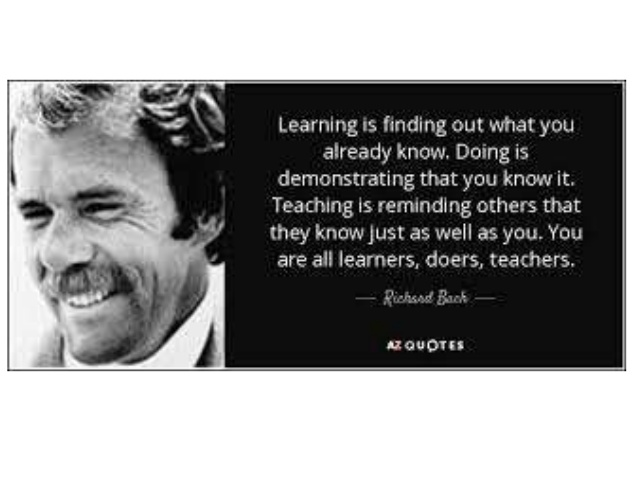 Learning is finding out what you
already know. Doing is
demonstrating that you know it.
Teaching is reminding others that
they know just as well as you. You
are all learners, doers, teachers.
— Richard Bach —
AZ QUOTES